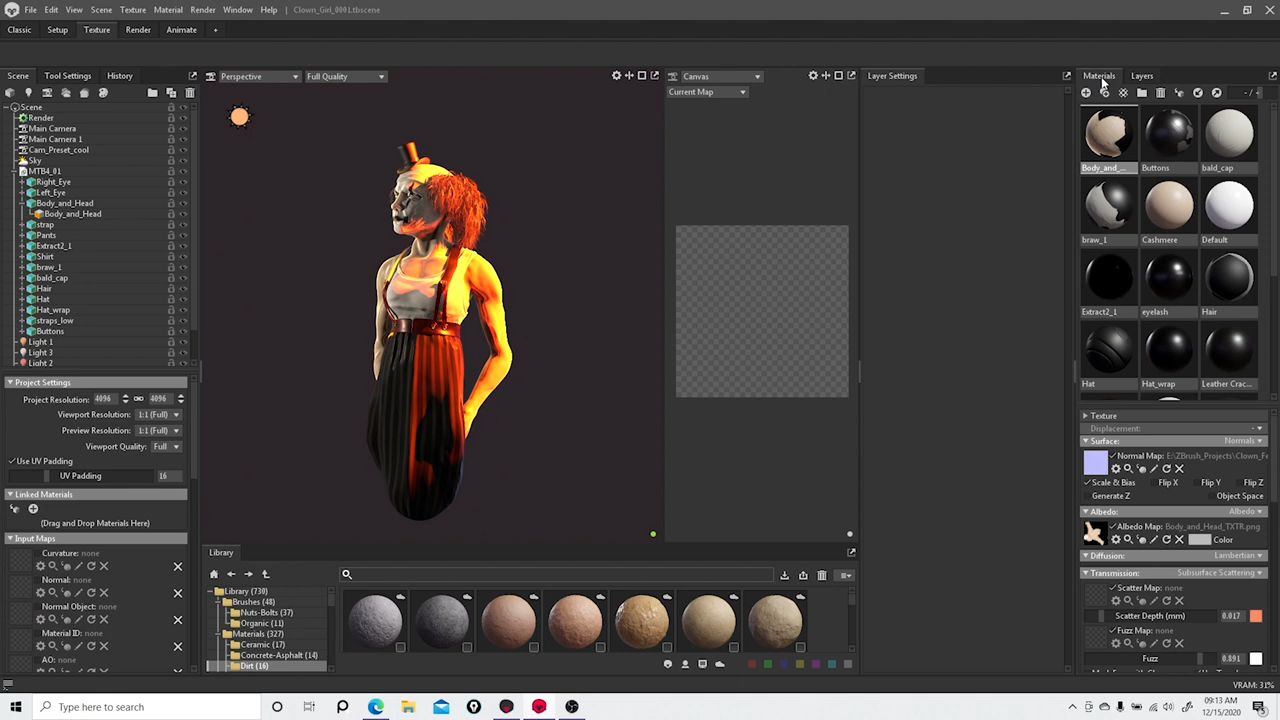 File Edit View Scene Texture Material Render Window Help Clown_Girl_000 Ltbscene
Classic Setup Texture Render Animate +
Scene Tool Settings History
Perspective Full Quality
Canvas
Layer Settings
Materials Layers
Current Map
Scene
Render
Main Camera
Main Camera 1
Cam_Preset_cool
Sky
MTB4_01
Right_Eye
Left_Eye
Body_and_Head
Body_and_Head
strap
Pants
Extract2_1
Shirt
braw_1
bald_cap
Hair
Hat
Hat_wrap
straps_low
Buttons
Light 1
Light 3
Light 2
Project Settings
Project Resolution: 4096 4096
Viewport Resolution: 1:1 (Full)
Preview Resolution: 1:1 (Full)
Viewport Quality: Full
Use UV Padding
UV Padding 16
Linked Materials
(Drag and Drop Materials Here)
Input Maps
Curvature: none
Normal: none
Normal Object: none
Material ID: none
AO: none
Library
Library (730)
Brushes (48)
Nuts-Bolts (37)
Organic (11)
Materials (327)
Ceramic (17)
Concrete-Asphalt (14)
Dirt (16)
- /
Body_and_... Buttons bald_cap
braw_1 Cashmere Default
Extract2_1 eyelash Hair
Hat Hat_wrap Leather Crac...
Texture
Displacement: -
Surface: Normals
Normal Map: E:\ZBrush_Projects\Clown_Fe
Scale & Bias Flip X Flip Y Flip Z
Generate Z Object Space
Albedo: Albedo
Albedo Map: Body_and_Head_TXTR.png
Color
Diffusion: Lambertian
Transmission: Subsurface Scattering
Scatter Map: none
Scatter Depth (mm) 0.017
Fuzz Map: none
Fuzz 0.891
VRAM: 31%
Type here to search
09:13 AM
12/15/2020